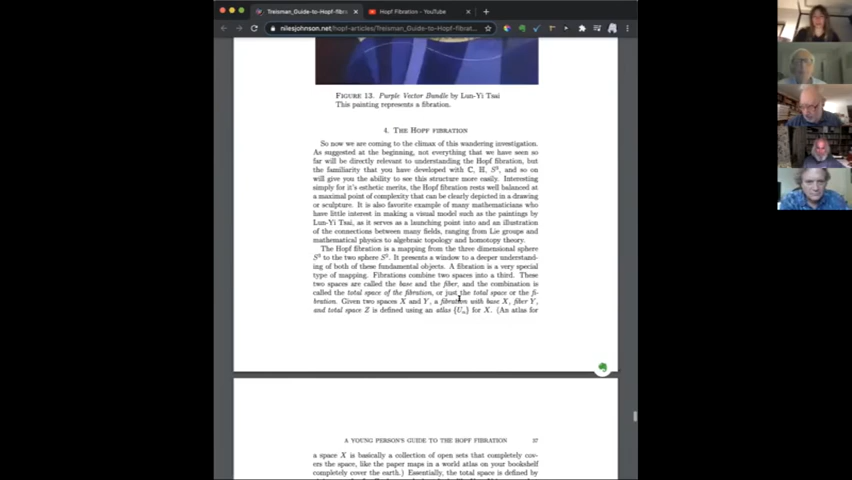 Treisman_Guide-to-Hopf-fibra
Hopf Fibration - YouTube
nilesjohnson.net/hopf-articles/Treisman_Guide-to-Hopf-fibrat...
FIGURE 13. Purple Vector Bundle by Lun-Yi Tsai
This painting represents a fibration.
4. THE HOPF FIBRATION
So now we are coming to the climax of this wandering investigation.
As suggested at the beginning, not everything that we have seen so
far will be directly relevant to understanding the Hopf fibration, but
the familiarity that you have developed with ℂ, ℍ, S³, and so on
will give you the ability to see this structure more easily. Interesting
simply for it's esthetic merits, the Hopf fibration rests well balanced at
a maximal point of complexity that can be clearly depicted in a drawing
or sculpture. It is also favorite example of many mathematicians who
have little interest in making a visual model such as the paintings by
Lun-Yi Tsai, as it serves as a launching point into and an illustration
of the connections between many fields, ranging from Lie groups and
mathematical physics to algebraic topology and homotopy theory.
The Hopf fibration is a mapping from the three dimensional sphere
S³ to the two sphere S². It presents a window to a deeper understand-
ing of both of these fundamental objects. A fibration is a very special
type of mapping. Fibrations combine two spaces into a third. These
two spaces are called the base and the fiber, and the combination is
called the total space of the fibration, or just the total space or the fi-
bration. Given two spaces X and Y, a fibration with base X, fiber Y,
and total space Z is defined using an atlas {Uₐ} for X. (An atlas for
A YOUNG PERSON'S GUIDE TO THE HOPF FIBRATION 37
a space X is basically a collection of open sets that completely cov-
ers the space, like the paper maps in a world atlas on your bookshelf
completely cover the earth.) Essentially, the total space is defined by